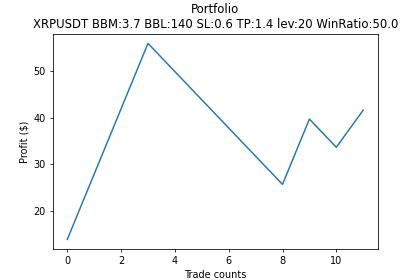 Portfolio
XRPUSDT BBM:3.7 BBL:140 SL:0.6 TP:1.4 lev:20 WinRatio:50.0
Profit ($)
50
40
30
20
0 2 4 6 8 10
Trade counts